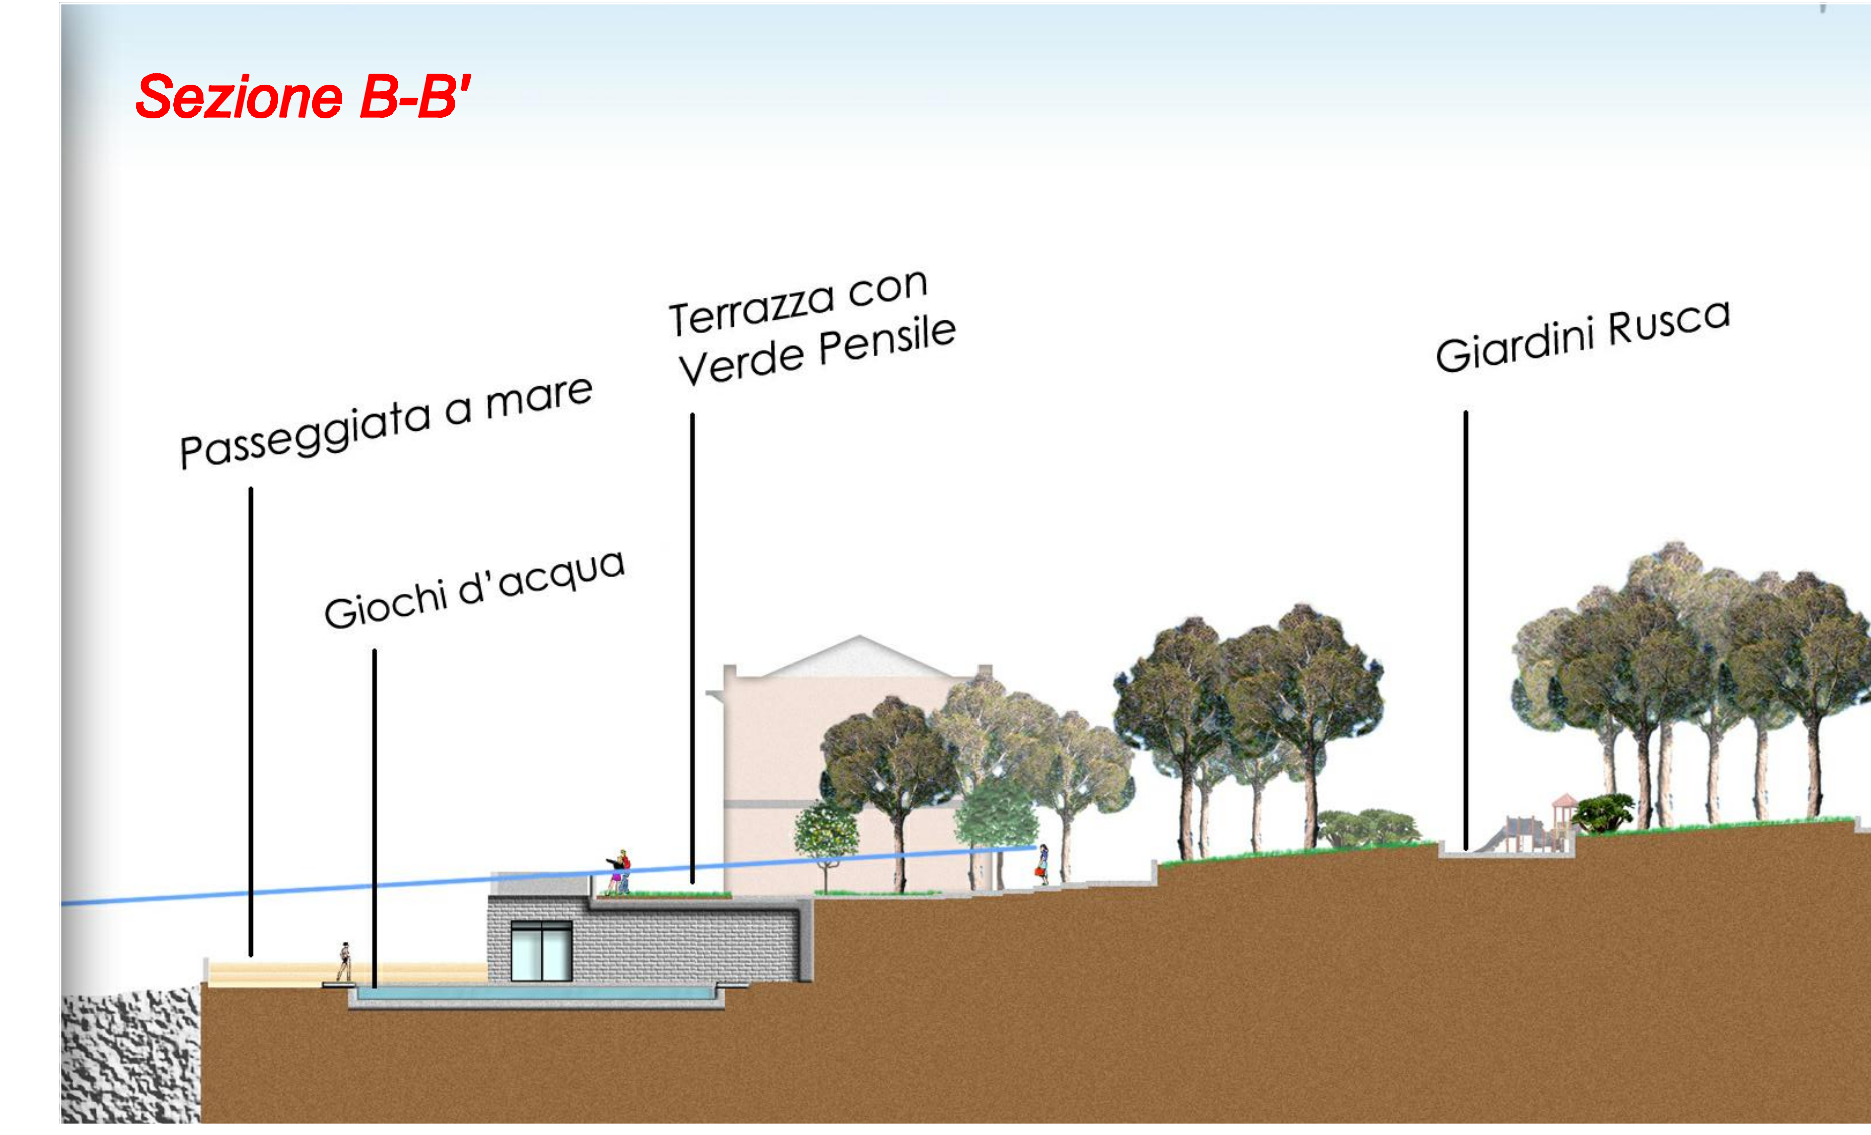 Sezione B-B'
Terrazza con
Verde Pensile
Giardini Rusca
Passeggiata a mare
Giochi d'acqua